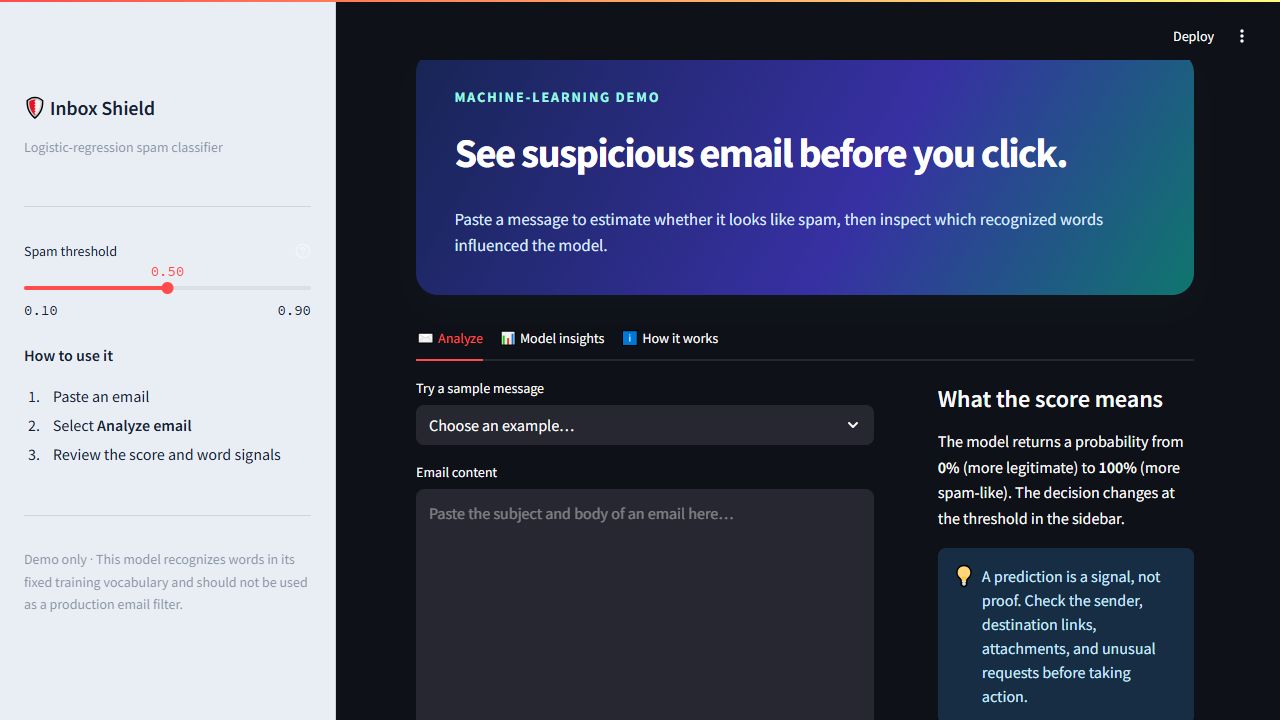 Deploy
Inbox Shield
Logistic-regression spam classifier
Spam threshold
0.50
0.10
0.90
How to use it
1. Paste an email
2. Select Analyze email
3. Review the score and word signals
Demo only · This model recognizes words in its
fixed training vocabulary and should not be used
as a production email filter.
MACHINE-LEARNING DEMO
See suspicious email before you click.
Paste a message to estimate whether it looks like spam, then inspect which recognized words
influenced the model.
Analyze
Model insights
How it works
Try a sample message
Choose an example…
Email content
Paste the subject and body of an email here…
What the score means
The model returns a probability from
0% (more legitimate) to 100% (more
spam-like). The decision changes at
the threshold in the sidebar.
A prediction is a signal, not
proof. Check the sender,
destination links,
attachments, and unusual
requests before taking
action.